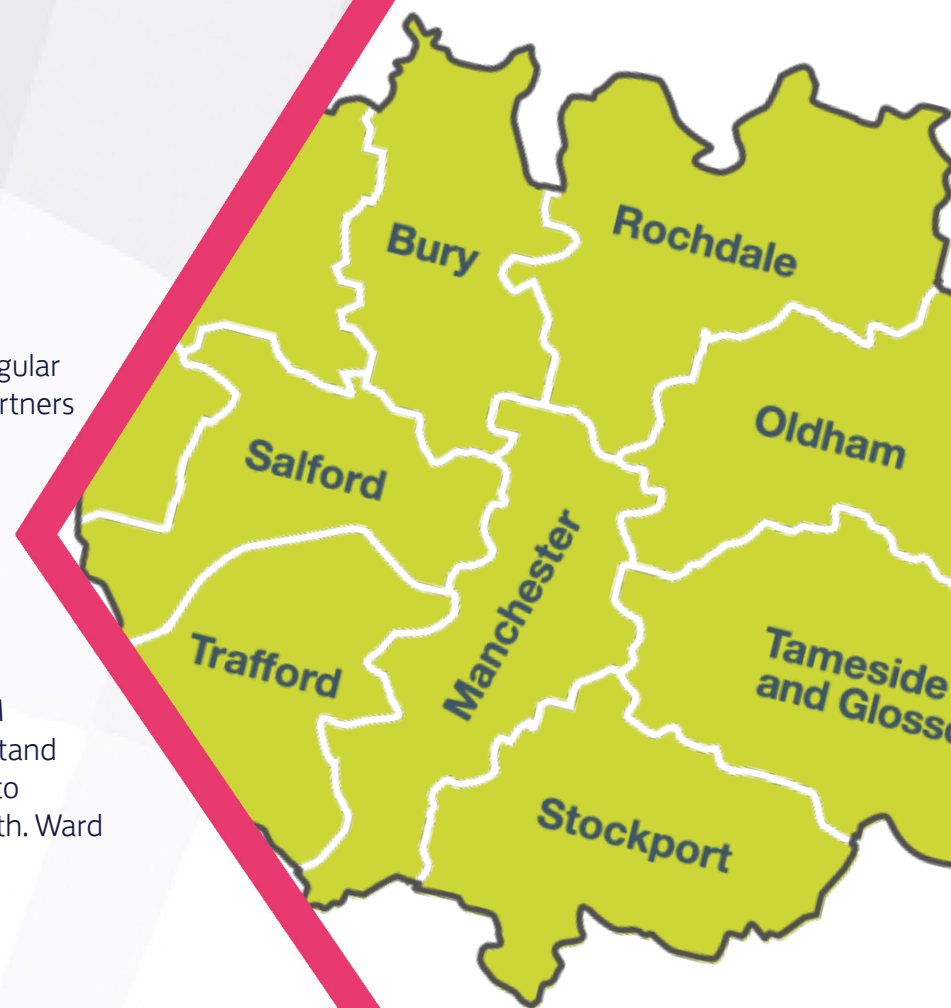 gular
rtners
tand
to
th. Ward
Bury
Rochdale
Oldham
Salford
Manchester
Trafford
Tameside
and Glosso
Stockport